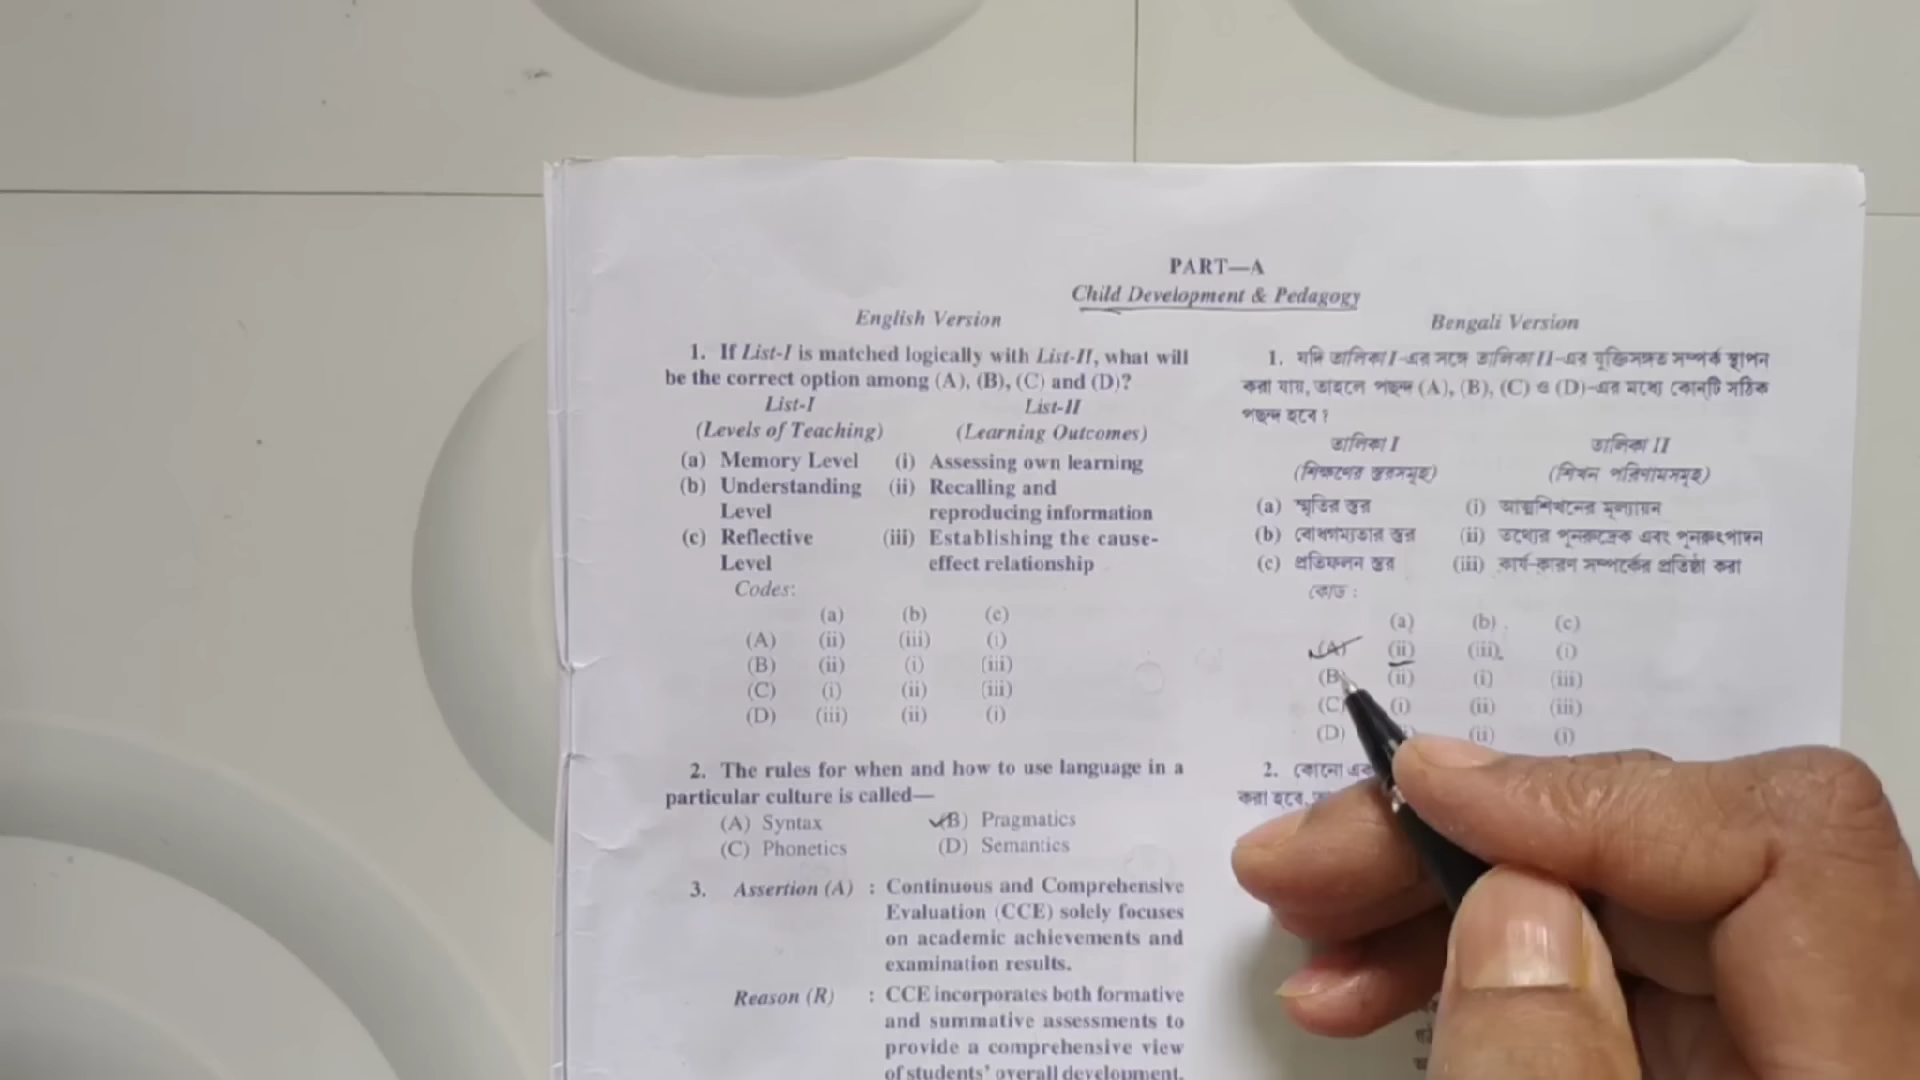 PART—A
Child Development & Pedagogy
English Version
1. If List-I is matched logically with List-II, what will
be the correct option among (A), (B), (C) and (D)?
List-I List-II
(Levels of Teaching) (Learning Outcomes)
(a) Memory Level (i) Assessing own learning
(b) Understanding (ii) Recalling and
Level reproducing information
(c) Reflective (iii) Establishing the cause-
Level effect relationship
Codes:
(a) (b) (c)
(A) (ii) (iii) (i)
(B) (ii) (i) (iii)
(C) (i) (ii) (iii)
(D) (iii) (ii) (i)
2. The rules for when and how to use language in a
particular culture is called—
(A) Syntax (B) Pragmatics
(C) Phonetics (D) Semantics
3. Assertion (A) : Continuous and Comprehensive
Evaluation (CCE) solely focuses
on academic achievements and
examination results.
Reason (R) : CCE incorporates both formative
and summative assessments to
provide a comprehensive view
of students' overall development.
Bengali Version
1. যদি তালিকা I-এর সঙ্গে তালিকা II-এর যুক্তিসঙ্গত সম্পর্ক স্থাপন
করা যায়, তাহলে পছন্দ (A), (B), (C) ও (D)-এর মধ্যে কোন্‌টি সঠিক
পছন্দ হবে?
তালিকা I তালিকা II
(শিক্ষণের স্তরসমূহ) (শিখন পরিণামসমূহ)
(a) স্মৃতির স্তর (i) আত্মশিখনের মূল্যায়ন
(b) বোধগম্যতার স্তর (ii) তথ্যের পুনরুদ্রেক এবং পুনরুৎপাদন
(c) প্রতিফলন স্তর (iii) কার্য-কারণ সম্পর্কের প্রতিষ্ঠা করা
কোড :
(a) (b) (c)
(A) (ii) (iii) (i)
(B) (ii) (i) (iii)
(C) (i) (ii) (iii)
(D) (ii) (i)
2. কোনো
করা হবে,